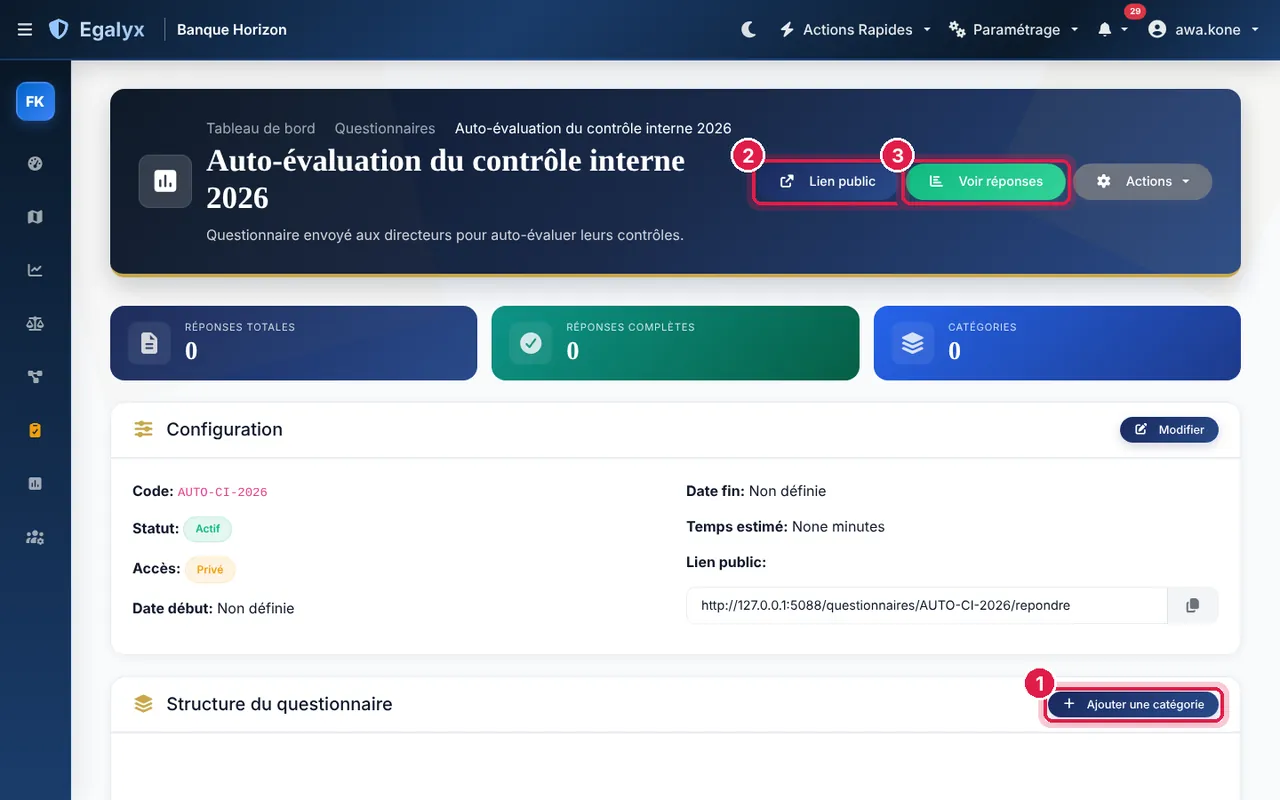 Egalyx
Banque Horizon
Actions Rapides
Paramétrage
29
awa.kone
FK
Tableau de bord Questionnaires Auto-évaluation du contrôle interne 2026
Auto-évaluation du contrôle interne
2026
Questionnaire envoyé aux directeurs pour auto-évaluer leurs contrôles.
2
Lien public
3
Voir réponses
Actions
RÉPONSES TOTALES
0
RÉPONSES COMPLÈTES
0
CATÉGORIES
0
Configuration
Modifier
Code: AUTO-CI-2026
Statut: Actif
Accès: Privé
Date début: Non définie
Date fin: Non définie
Temps estimé: None minutes
Lien public:
http://127.0.0.1:5088/questionnaires/AUTO-CI-2026/repondre
Structure du questionnaire
1
Ajouter une catégorie